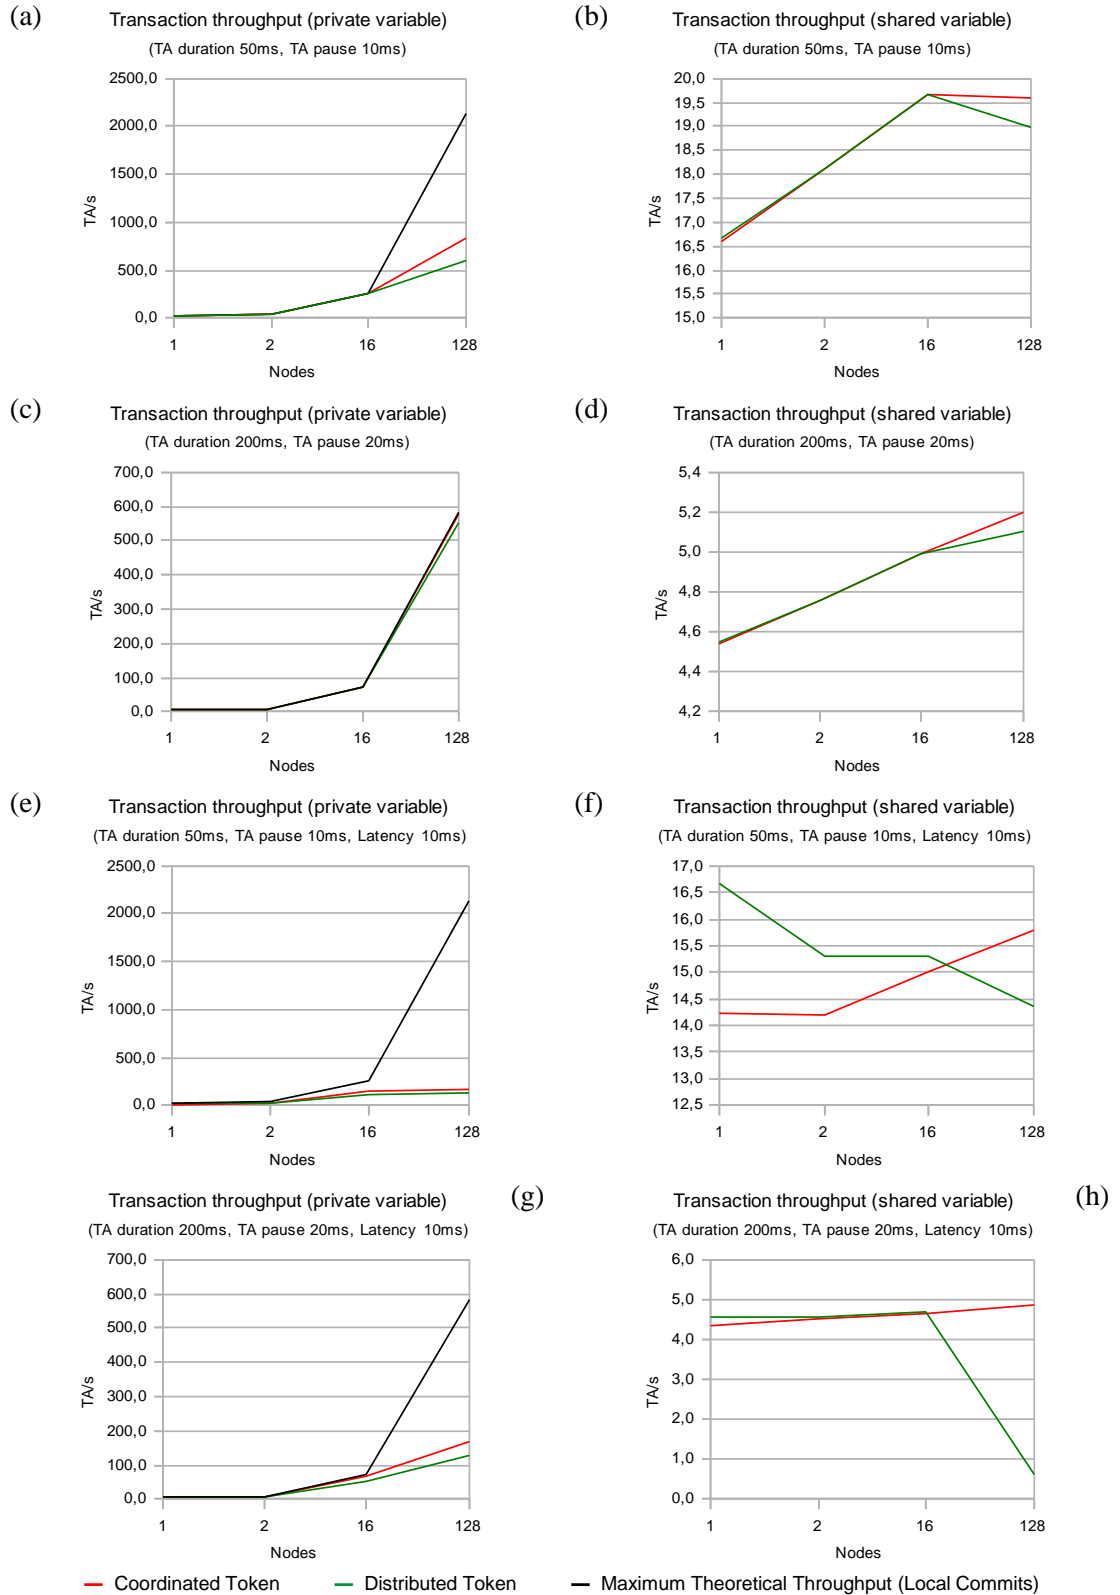 (a)
Transaction throughput (private variable)
(TA duration 50ms, TA pause 10ms)
2500,0
2000,0
1500,0
1000,0
500,0
0,0
TA/s
1 2 16 128
Nodes
(b)
Transaction throughput (shared variable)
(TA duration 50ms, TA pause 10ms)
20,0
19,5
19,0
18,5
18,0
17,5
17,0
16,5
16,0
15,5
15,0
TA/s
1 2 16 128
Nodes
(c)
Transaction throughput (private variable)
(TA duration 200ms, TA pause 20ms)
700,0
600,0
500,0
400,0
300,0
200,0
100,0
0,0
TA/s
1 2 16 128
Nodes
(d)
Transaction throughput (shared variable)
(TA duration 200ms, TA pause 20ms)
5,4
5,2
5,0
4,8
4,6
4,4
4,2
TA/s
1 2 16 128
Nodes
(e)
Transaction throughput (private variable)
(TA duration 50ms, TA pause 10ms, Latency 10ms)
2500,0
2000,0
1500,0
1000,0
500,0
0,0
TA/s
1 2 16 128
Nodes
(f)
Transaction throughput (shared variable)
(TA duration 50ms, TA pause 10ms, Latency 10ms)
17,0
16,5
16,0
15,5
15,0
14,5
14,0
13,5
13,0
12,5
TA/s
1 2 16 128
Nodes
Transaction throughput (private variable)
(g)
(TA duration 200ms, TA pause 20ms, Latency 10ms)
700,0
600,0
500,0
400,0
300,0
200,0
100,0
0,0
TA/s
1 2 16 128
Nodes
Transaction throughput (shared variable)
(h)
(TA duration 200ms, TA pause 20ms, Latency 10ms)
6,0
5,0
4,0
3,0
2,0
1,0
0,0
TA/s
1 2 16 128
Nodes
Coordinated Token Distributed Token Maximum Theoretical Throughput (Local Commits)